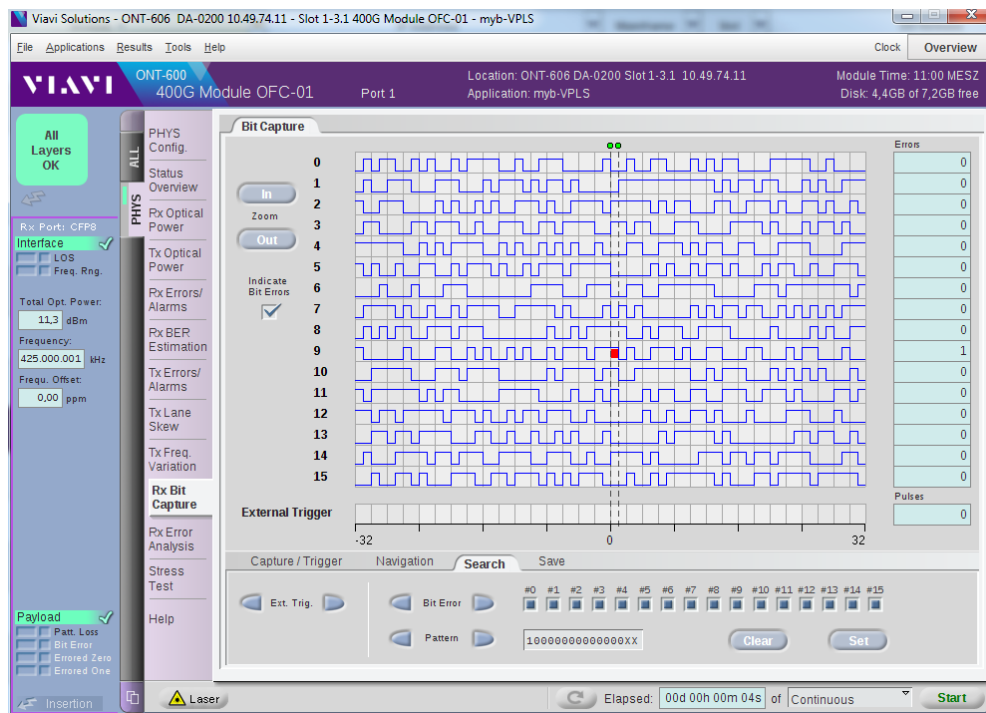 Viavi Solutions - ONT-606 DA-0200 10.49.74.11 - Slot 1-3.1 400G Module OFC-01 - myb-VPLS
File Applications Results Tools Help
Clock Overview
VIAVI
ONT-600
400G Module OFC-01 Port 1
Location: ONT-606 DA-0200 Slot 1-3.1 10.49.74.11
Application: myb-VPLS
Module Time: 11:00 MESZ
Disk: 4,4GB of 7,2GB free
All
Layers
OK
Rx Port: CFP8
Interface
LOS
Freq. Rng.
Total Opt. Power:
11,3 dBm
Frequency:
425.000.001 kHz
Frequ. Offset:
0,00 ppm
Payload
Patt. Loss
Bit Error
Errored Zero
Errored One
Insertion
ALL
PHYS
PHYS
Config.
Status
Overview
Rx Optical
Power
Tx Optical
Power
Rx Errors/
Alarms
Rx BER
Estimation
Tx Errors/
Alarms
Tx Lane
Skew
Tx Freq.
Variation
Rx Bit
Capture
Rx Error
Analysis
Stress
Test
Help
Bit Capture
In
Zoom
Out
Indicate
Bit Errors
Errors
0 0
1 0
2 0
3 0
4 0
5 0
6 0
7 0
8 0
9 1
10 0
11 0
12 0
13 0
14 0
15 0
Pulses
External Trigger 0
-32 0 32
Capture / Trigger Navigation Search Save
Ext. Trig.
Bit Error
#0 #1 #2 #3 #4 #5 #6 #7 #8 #9 #10 #11 #12 #13 #14 #15
Pattern 10000000000000XX Clear Set
Laser
Elapsed: 00d 00h 00m 04s of Continuous Start